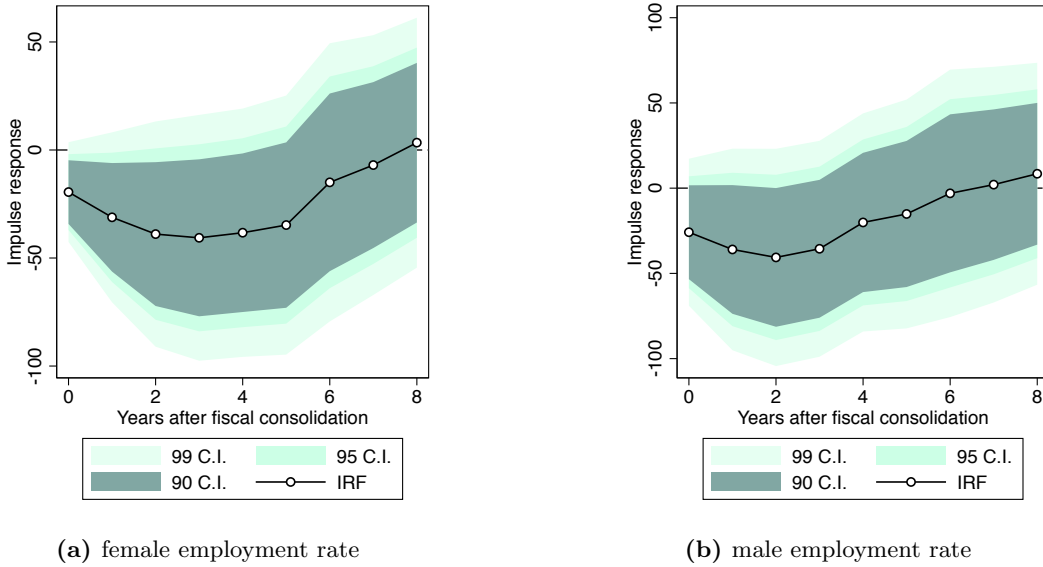 Impulse response
50
0
-50
-100
0 2 4 6 8
Years after fiscal consolidation
99 C.I. 95 C.I.
90 C.I. IRF
(a) female employment rate
Impulse response
100
50
0
-50
-100
0 2 4 6 8
Years after fiscal consolidation
99 C.I. 95 C.I.
90 C.I. IRF
(b) male employment rate